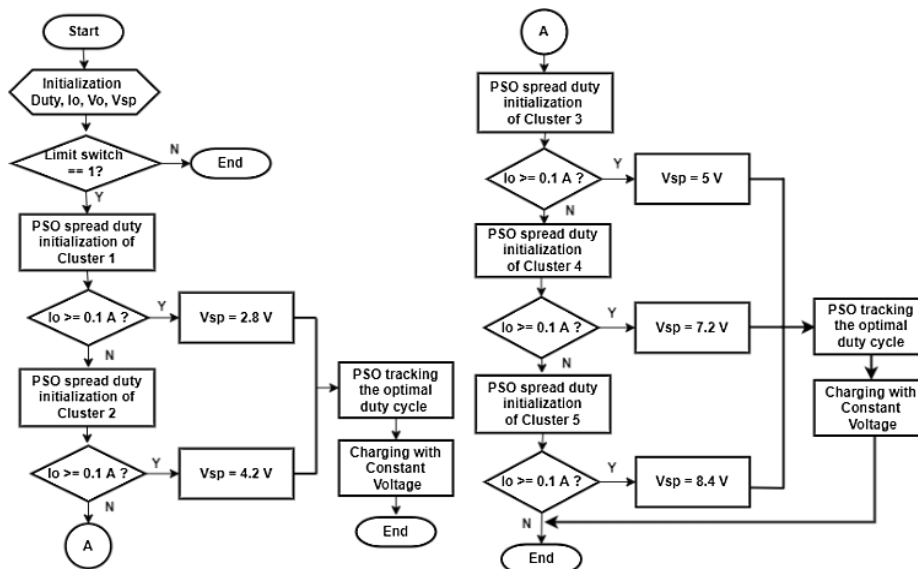 Start
Initialization
Duty, Io, Vo, Vsp
Limit switch
== 1?
N
End
Y
PSO spread duty
initialization of
Cluster 1
Io >= 0.1 A ?
Y
Vsp = 2.8 V
N
PSO spread duty
initialization of
Cluster 2
Io >= 0.1 A ?
Y
Vsp = 4.2 V
N
A
PSO tracking
the optimal
duty cycle
Charging with
Constant
Voltage
End
A
PSO spread duty
initialization
of Cluster 3
Io >= 0.1 A ?
Y
Vsp = 5 V
N
PSO spread duty
initialization
of Cluster 4
Io >= 0.1 A ?
Y
Vsp = 7.2 V
N
PSO spread duty
initialization
of Cluster 5
Io >= 0.1 A ?
Y
Vsp = 8.4 V
N
End
PSO tracking
the optimal
duty cycle
Charging with
Constant
Voltage